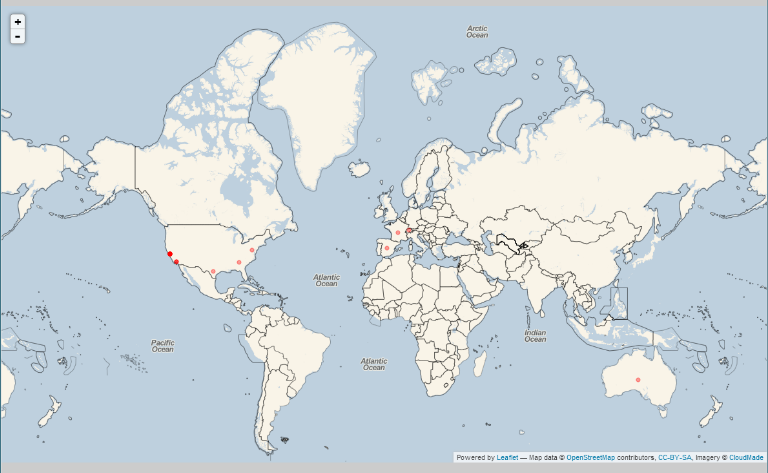 +
-
Arctic
Ocean
Atlantic
Ocean
Pacific
Ocean
Indian
Ocean
Atlantic
Ocean
Powered by Leaflet — Map data © OpenStreetMap contributors, CC-BY-SA, Imagery © CloudMade